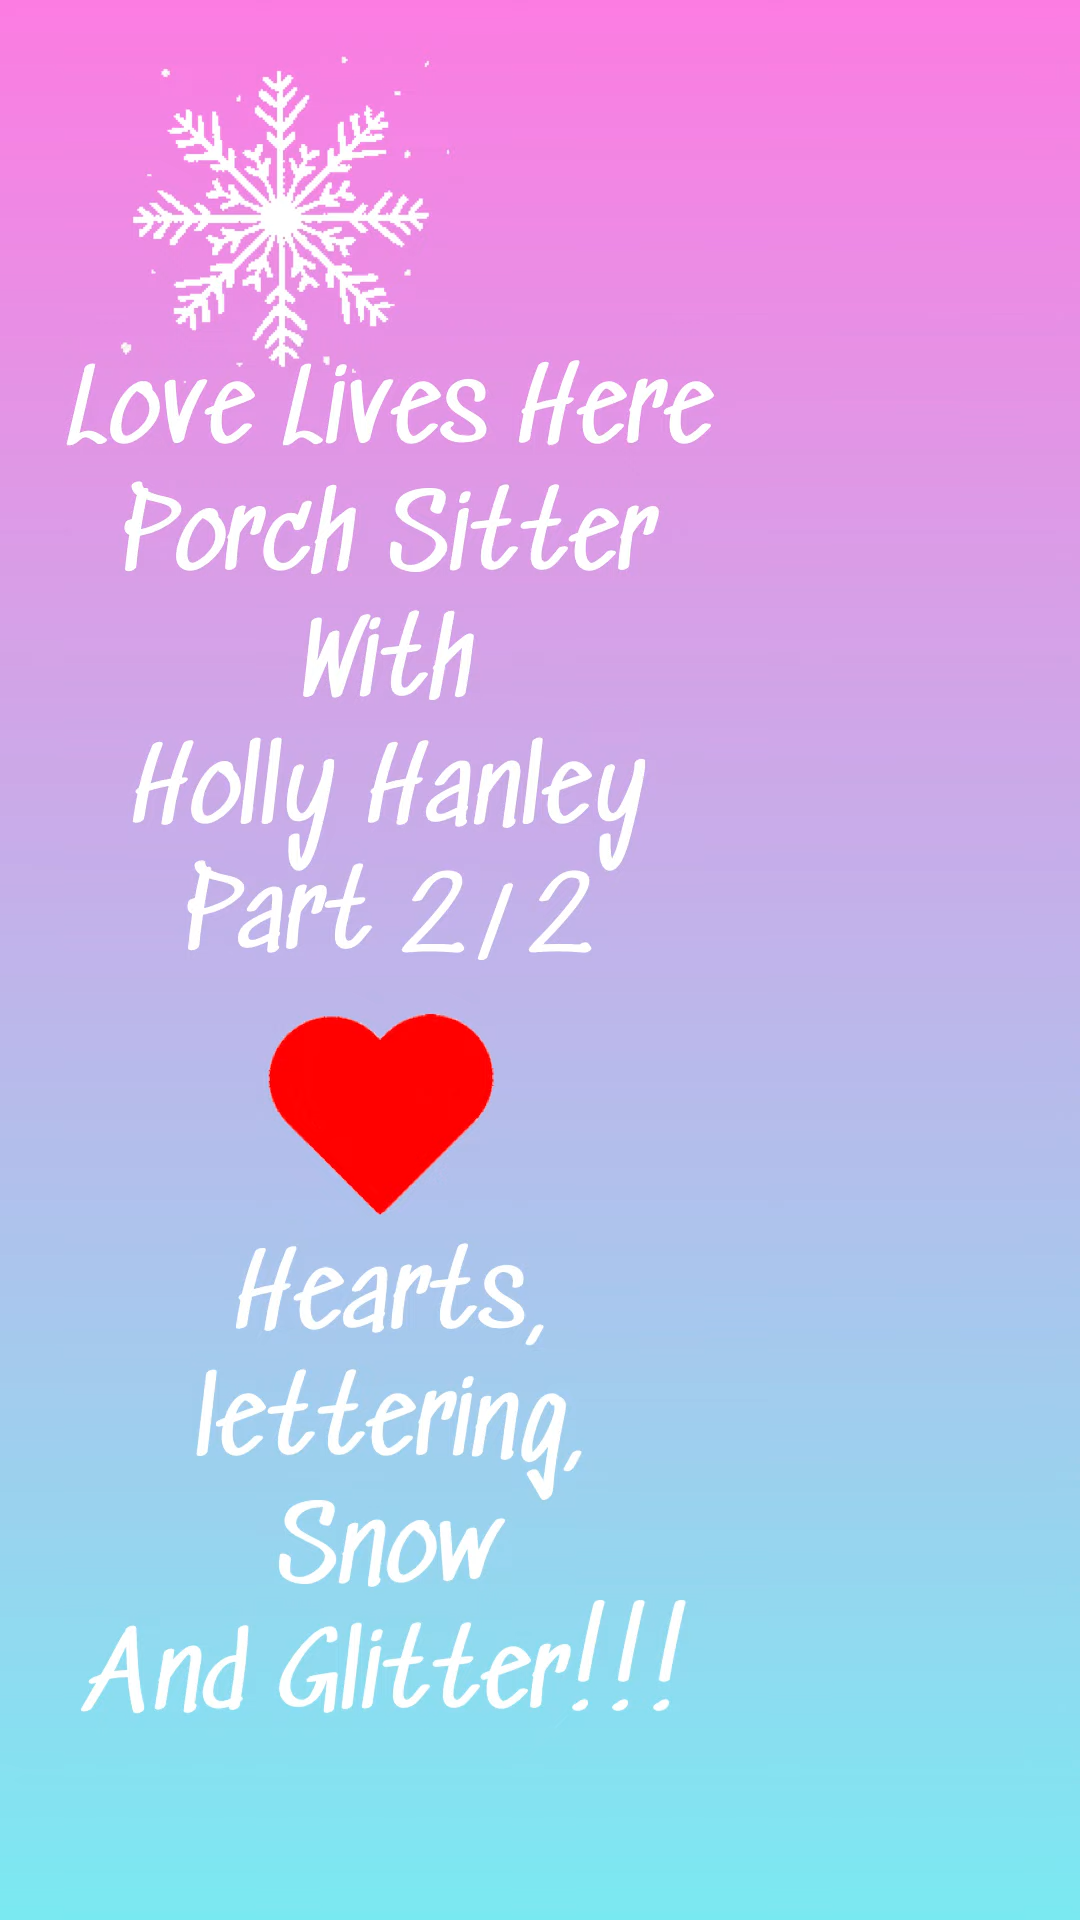 Love Lives Here
Porch Sitter
With
Holly Hanley
Part 2/2
Hearts,
lettering,
Snow
And Glitter!!!